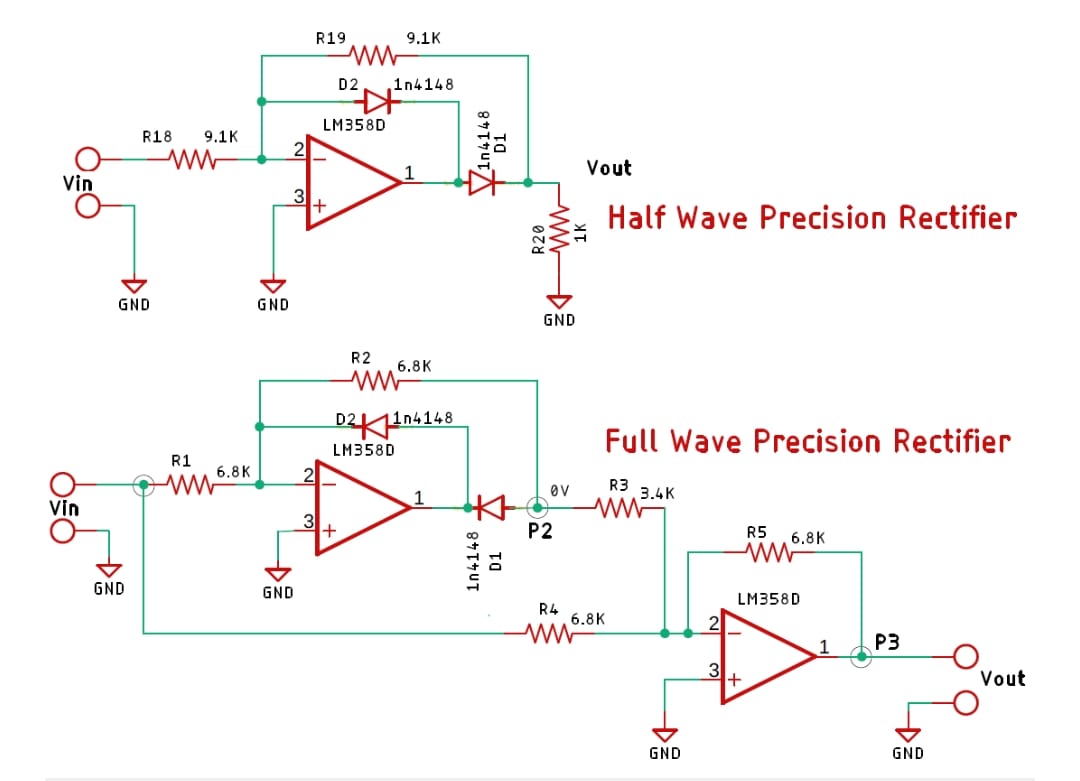 R19 9.1K
D2 1n4148
LM358D
1n4148
D1
R18 9.1K
2
1
3
Vin
Vout
R20
1K
Half Wave Precision Rectifier
GND
GND
GND
R2 6.8K
D2 1n4148
LM358D
Full Wave Precision Rectifier
R1 6.8K
2
1
3
Vin
0V
P2
R3 3.4K
1n4148
D1
GND
GND
R5 6.8K
LM358D
R4 6.8K
2
1
3
P3
Vout
GND
GND